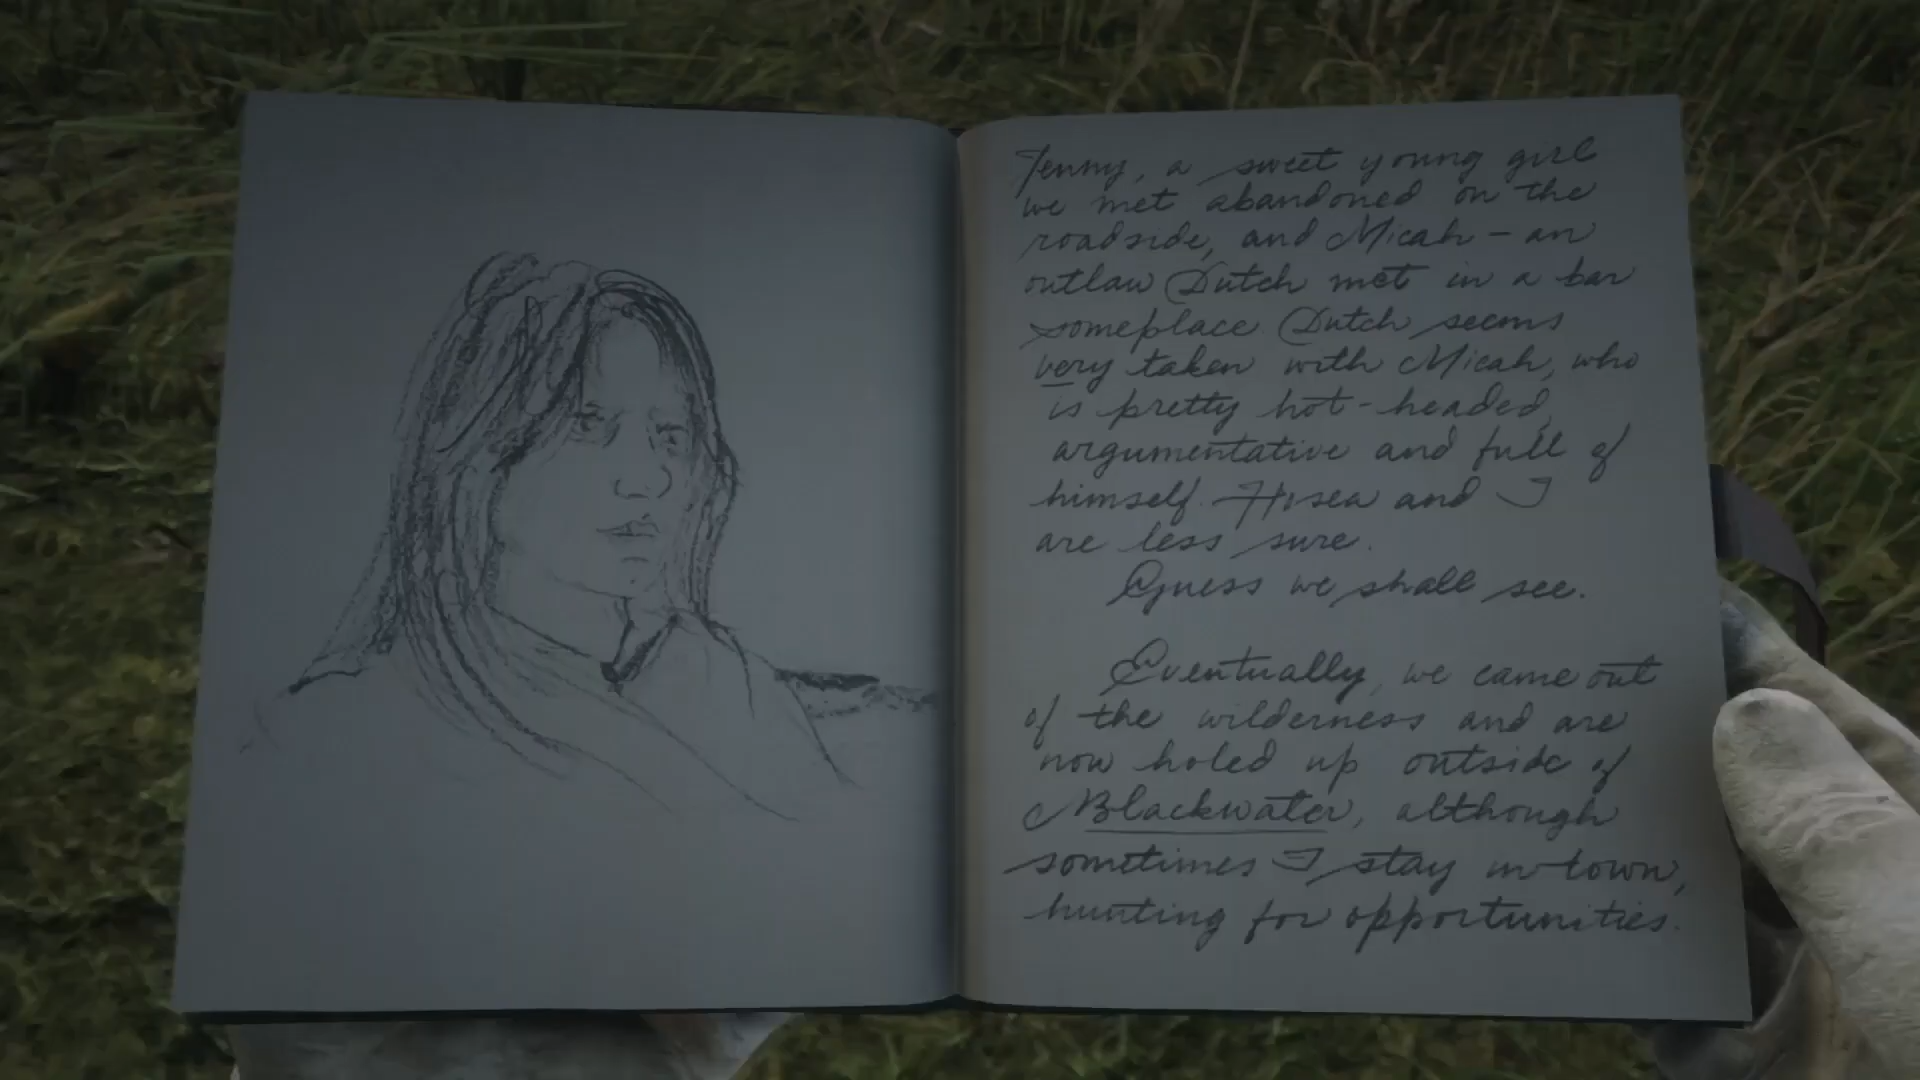 Jenny, a sweet young girl
we met abandoned on the
roadside, and Micah – an
outlaw Dutch met in a bar
someplace Dutch seems
very taken with Micah, who
is pretty hot-headed,
argumentative and full of
himself. Hosea and I
are less sure.
Guess we shall see.
Eventually, we came out
of the wilderness and are
now holed up outside of
Blackwater, although
sometimes I stay in town,
hunting for opportunities.